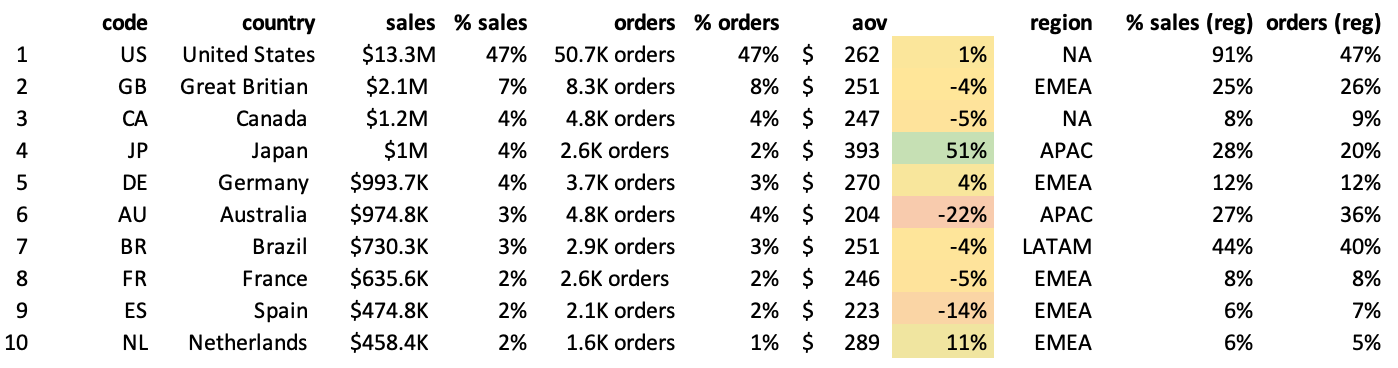 code country sales % sales orders % orders aov region % sales (reg) orders (reg)
1 US United States $13.3M 47% 50.7K orders 47% $ 262 1% NA 91% 47%
2 GB Great Britian $2.1M 7% 8.3K orders 8% $ 251 -4% EMEA 25% 26%
3 CA Canada $1.2M 4% 4.8K orders 4% $ 247 -5% NA 8% 9%
4 JP Japan $1M 4% 2.6K orders 2% $ 393 51% APAC 28% 20%
5 DE Germany $993.7K 4% 3.7K orders 3% $ 270 4% EMEA 12% 12%
6 AU Australia $974.8K 3% 4.8K orders 4% $ 204 -22% APAC 27% 36%
7 BR Brazil $730.3K 3% 2.9K orders 3% $ 251 -4% LATAM 44% 40%
8 FR France $635.6K 2% 2.6K orders 2% $ 246 -5% EMEA 8% 8%
9 ES Spain $474.8K 2% 2.1K orders 2% $ 223 -14% EMEA 6% 7%
10 NL Netherlands $458.4K 2% 1.6K orders 1% $ 289 11% EMEA 6% 5%